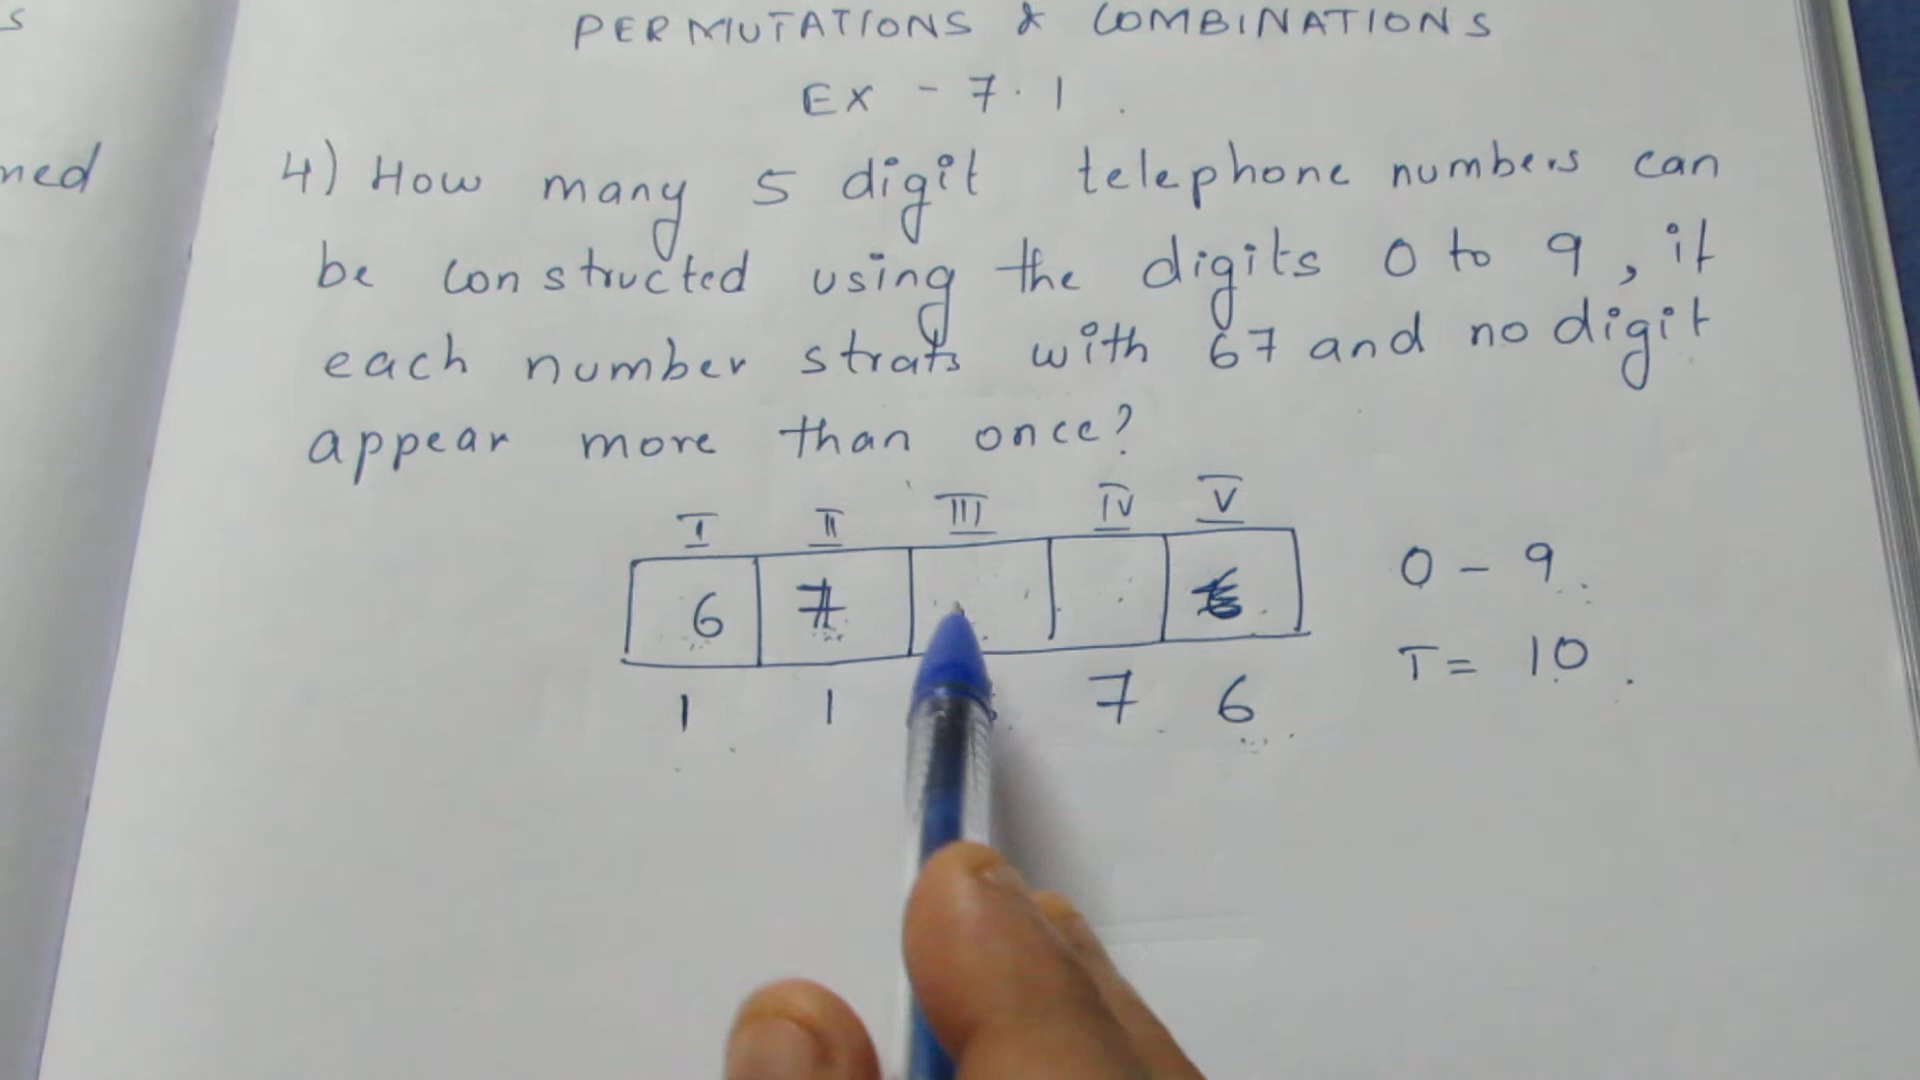 s
PERMUTATIONS & COMBINATIONS
EX - 7.1.
ned
4) How many 5 digit telephone numbers can
be constructed using the digits 0 to 9, if
each number strats with 67 and no digit
appear more than once?
I II III IV V
6 7
0 - 9
T = 10
1 1 7 6